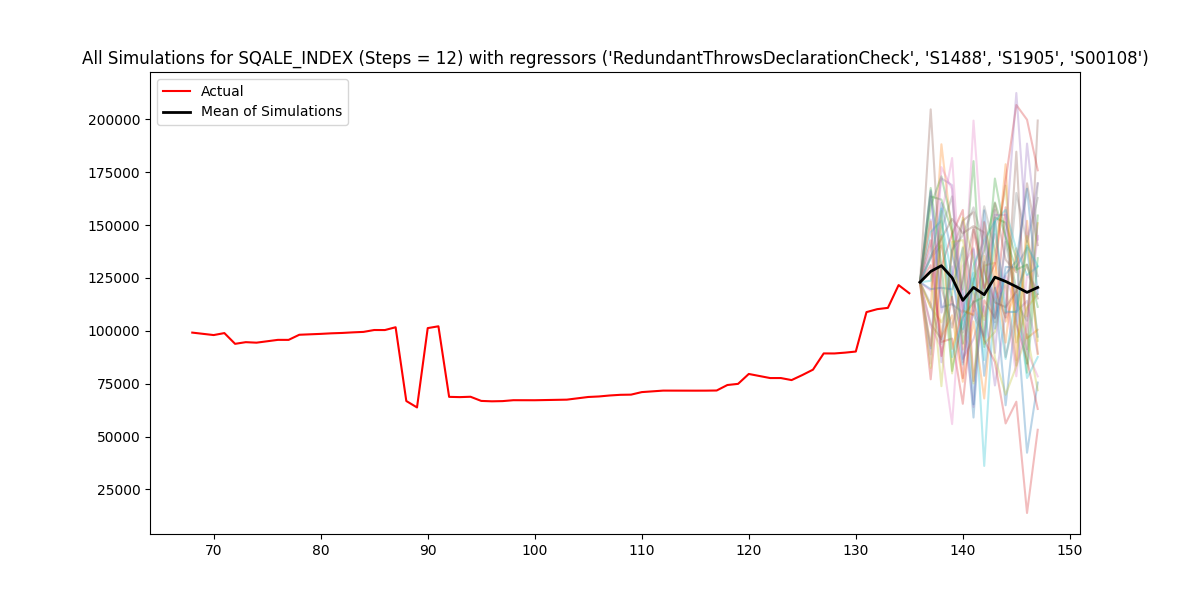 All Simulations for SQALE_INDEX (Steps = 12) with regressors ('RedundantThrowsDeclarationCheck', 'S1488', 'S1905', 'S00108')
Actual
Mean of Simulations
200000
175000
150000
125000
100000
75000
50000
25000
70 80 90 100 110 120 130 140 150